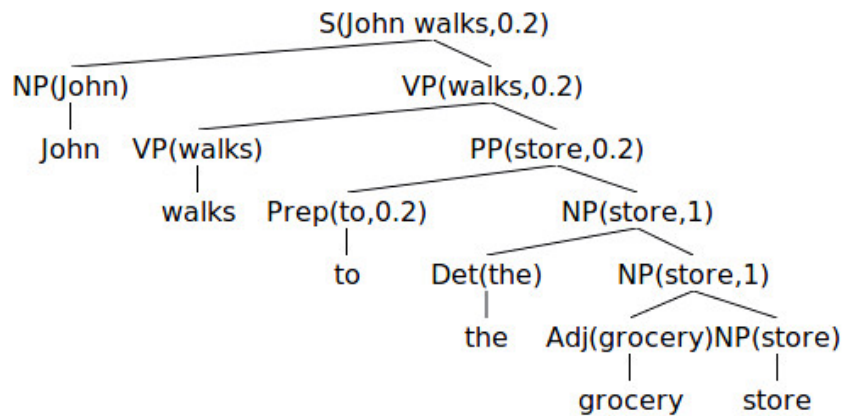 S(John walks,0.2)
NP(John) VP(walks,0.2)
John VP(walks) PP(store,0.2)
walks Prep(to,0.2) NP(store,1)
to Det(the) NP(store,1)
the Adj(grocery)NP(store)
grocery store